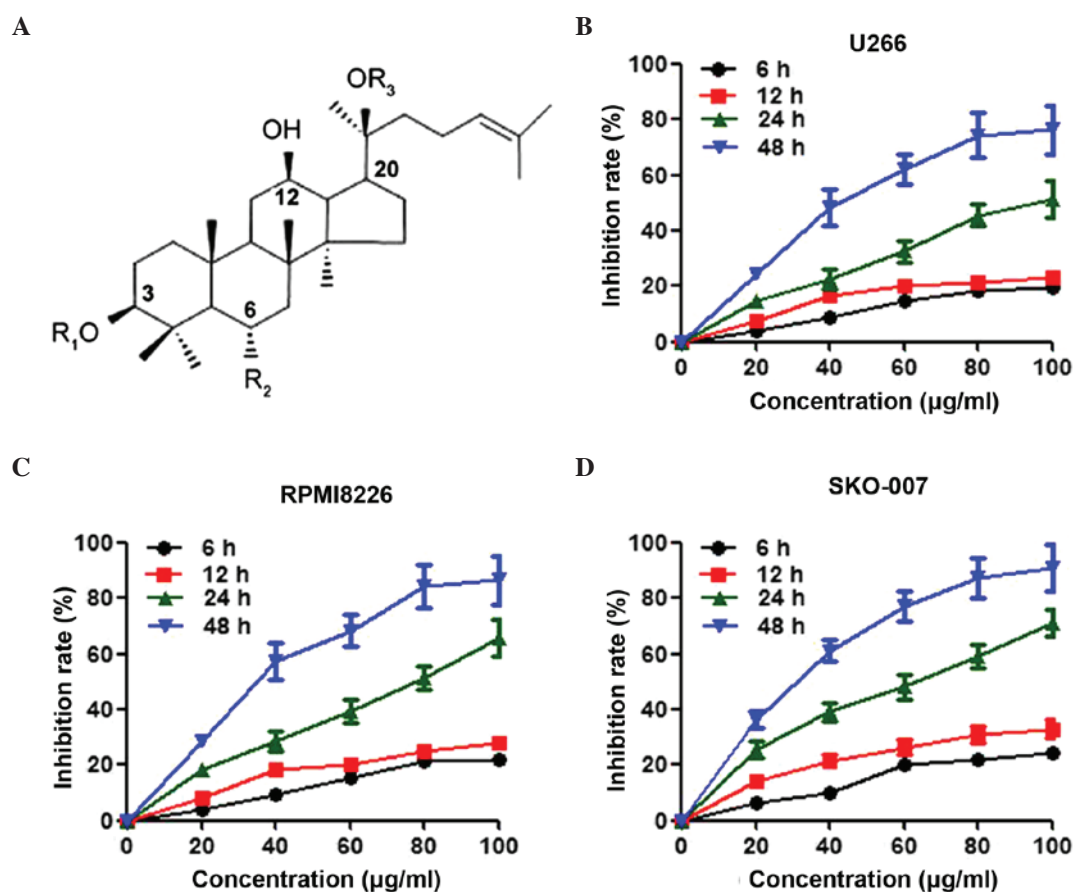 A
OR3
OH
20
12
3
6
R1O
R2
B
U266
Inhibition rate (%)
100
80
60
40
20
0
6 h
12 h
24 h
48 h
0 20 40 60 80 100
Concentration (µg/ml)
C
RPMI8226
Inhibition rate (%)
100
80
60
40
20
0
6 h
12 h
24 h
48 h
0 20 40 60 80 100
Concentration (µg/ml)
D
SKO-007
Inhibition rate (%)
100
80
60
40
20
0
6 h
12 h
24 h
48 h
0 20 40 60 80 100
Concentration (µg/ml)